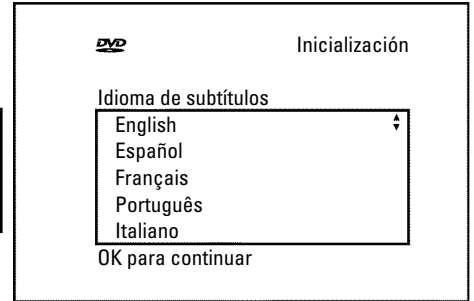 DVD Inicialización
Idioma de subtítulos
English
Español
Français
Português
Italiano
OK para continuar